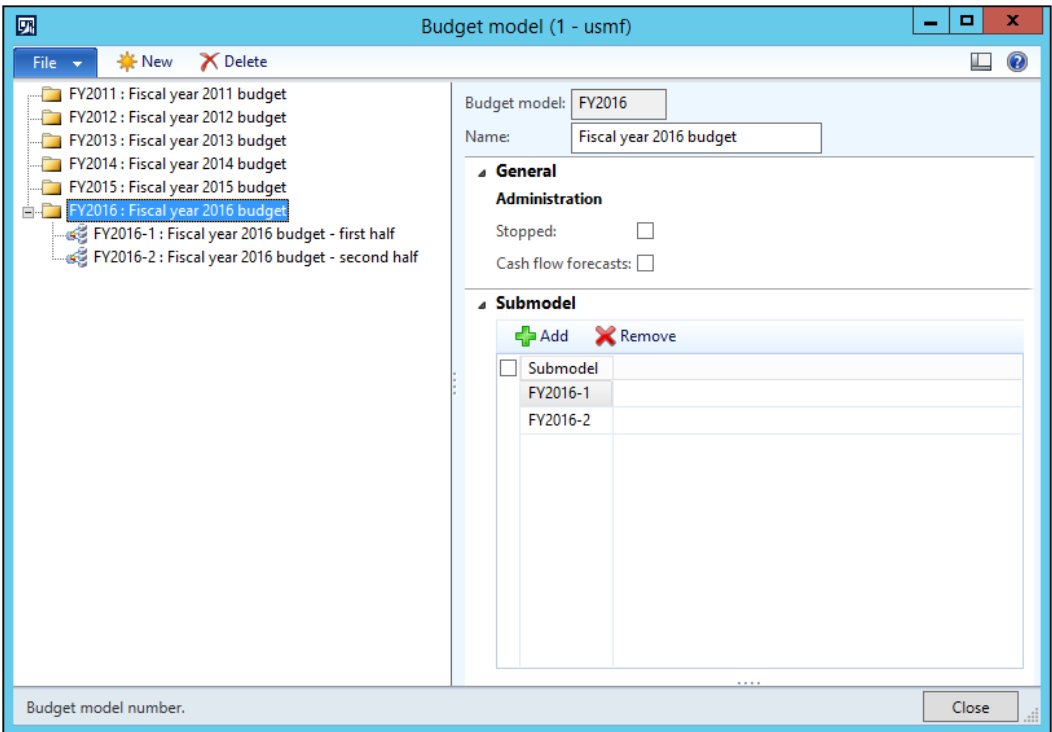 Budget model (1 - usmf)
File New Delete
FY2011 : Fiscal year 2011 budget
FY2012 : Fiscal year 2012 budget
FY2013 : Fiscal year 2013 budget
FY2014 : Fiscal year 2014 budget
FY2015 : Fiscal year 2015 budget
FY2016 : Fiscal year 2016 budget
FY2016-1 : Fiscal year 2016 budget - first half
FY2016-2 : Fiscal year 2016 budget - second half
Budget model: FY2016
Name: Fiscal year 2016 budget
General
Administration
Stopped:
Cash flow forecasts:
Submodel
Add Remove
Submodel
FY2016-1
FY2016-2
Budget model number.
Close